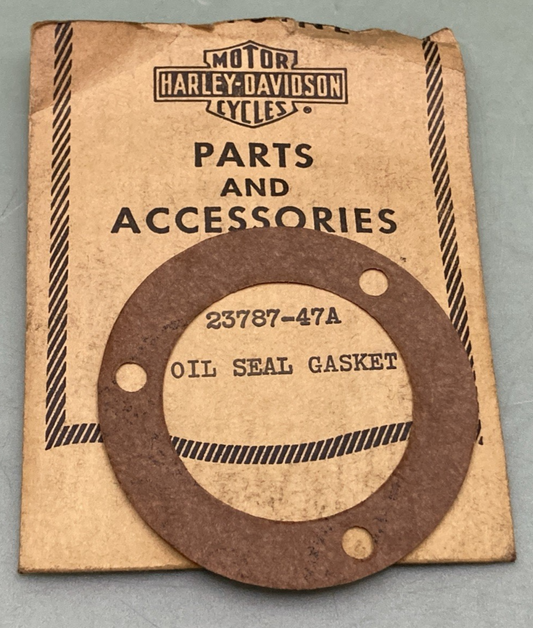 MOTOR
HARLEY-DAVIDSON
CYCLES ®
PARTS
AND
ACCESSORIES
23787-47A
OIL SEAL GASKET